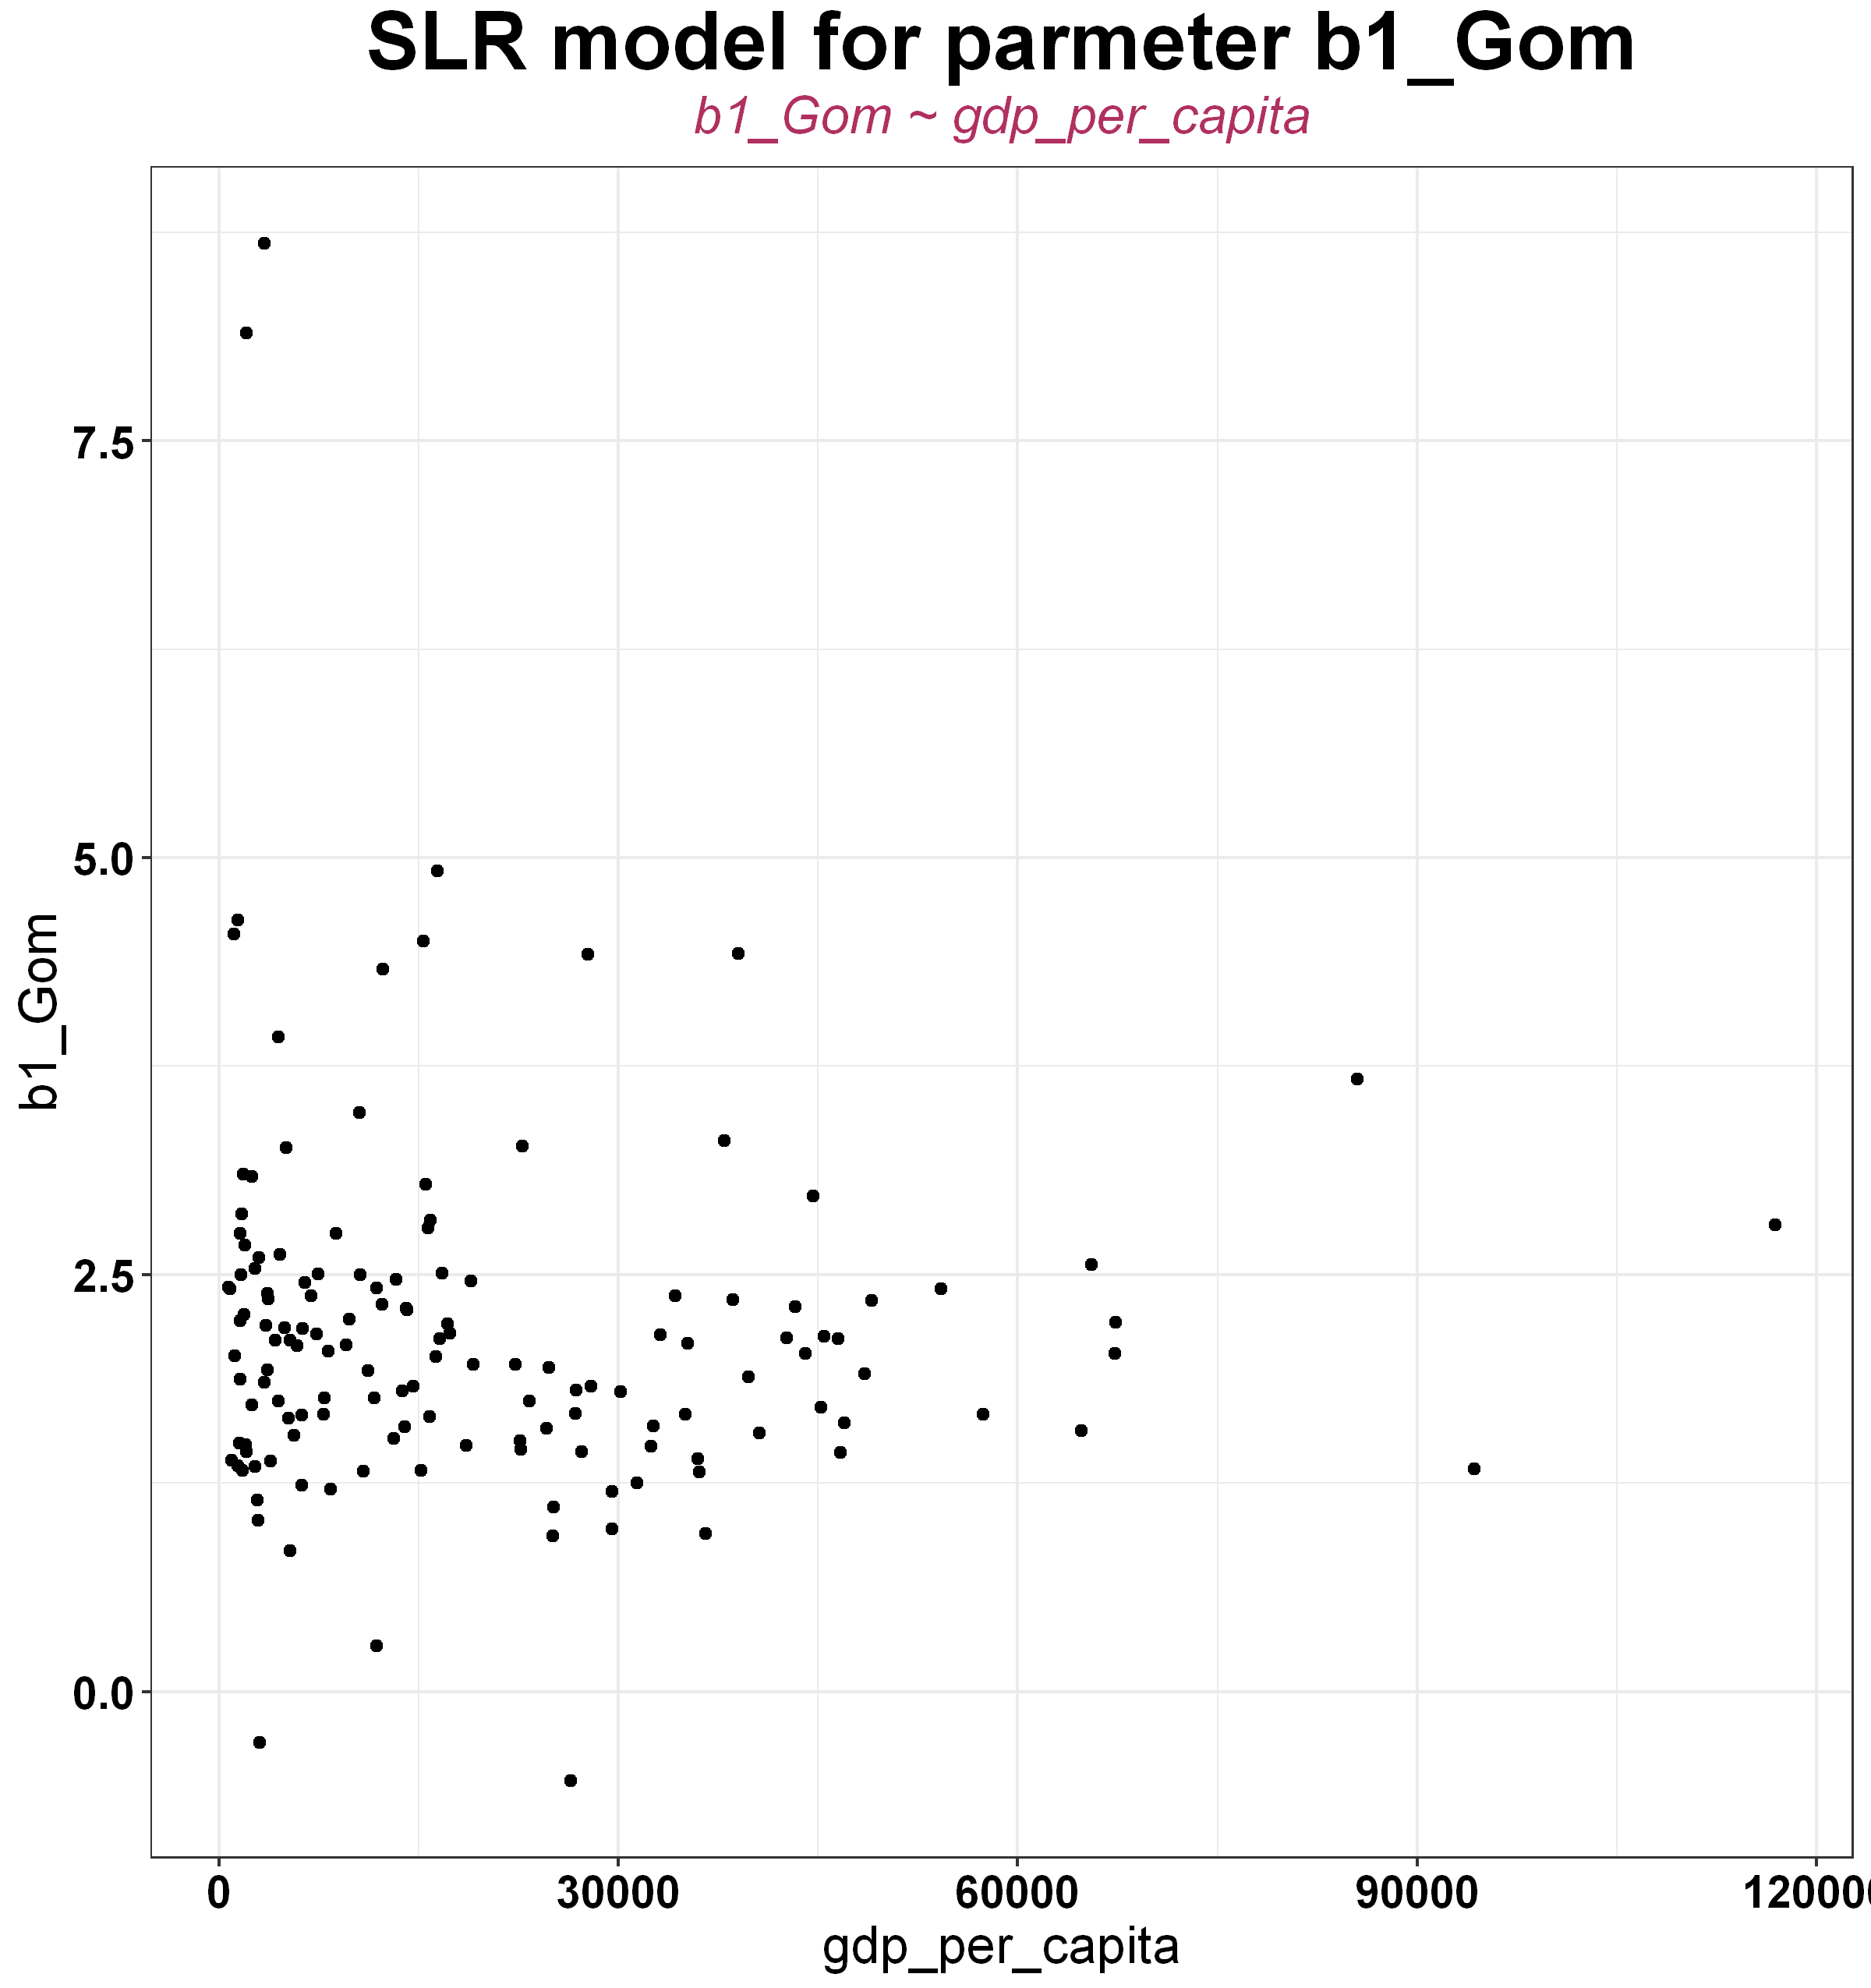 SLR model for parmeter b1_Gom
b1_Gom ~ gdp_per_capita
7.5
5.0
2.5
0.0
b1_Gom
0
30000
60000
90000
120000
gdp_per_capita